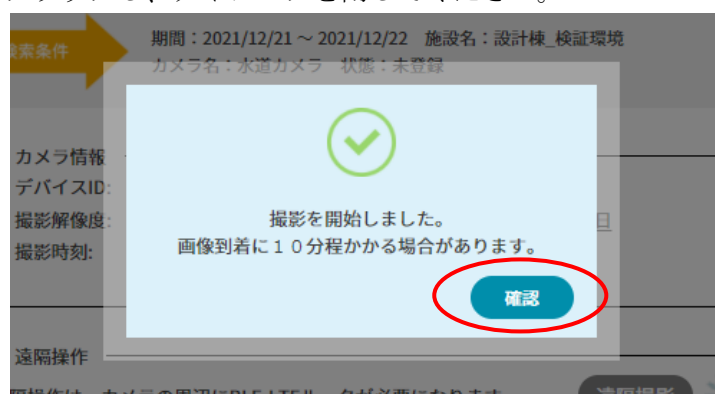 検索条件
期間：2021/12/21～2021/12/22 施設名：設計棟_検証環境
カメラ名：水道カメラ 状態：未登録
カメラ情報
デバイスID:
撮影解像度:
日
撮影時刻:
撮影を開始しました。
画像到着に１０分程かかる場合があります。
確認
遠隔操作